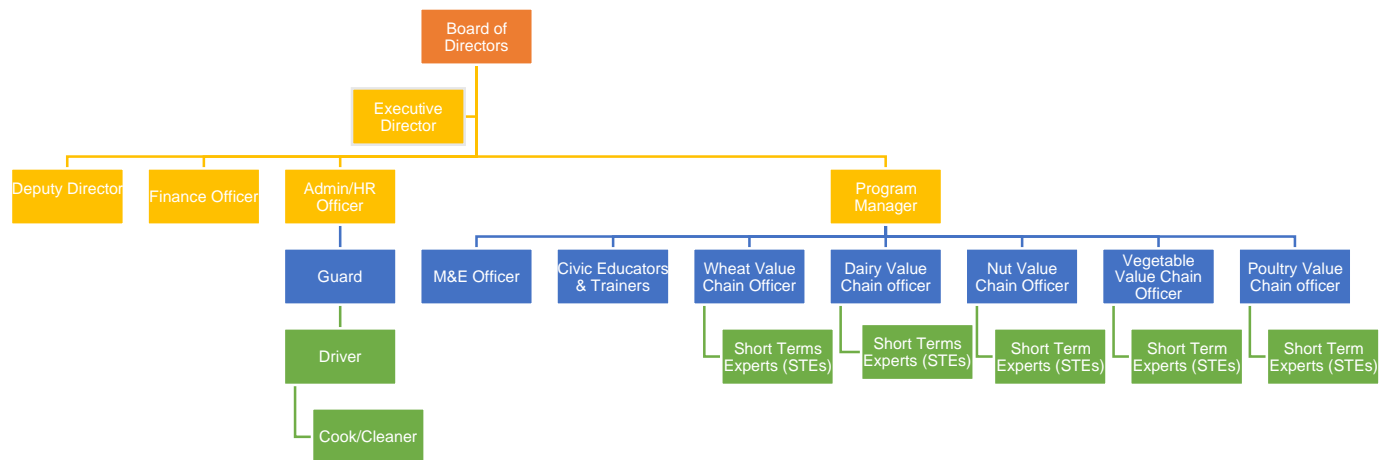 Board of
Directors
Executive
Director
Deputy Director
Finance Officer
Admin/HR
Officer
Program
Manager
Guard
M&E Officer
Civic Educators
& Trainers
Wheat Value
Chain Officer
Dairy Value
Chain officer
Nut Value
Chain Officer
Vegetable
Value Chain
Officer
Poultry Value
Chain officer
Driver
Short Terms
Experts (STEs)
Short Terms
Experts (STEs)
Short Term
Experts (STEs)
Short Term
Experts (STEs)
Short Term
Experts (STEs)
Cook/Cleaner